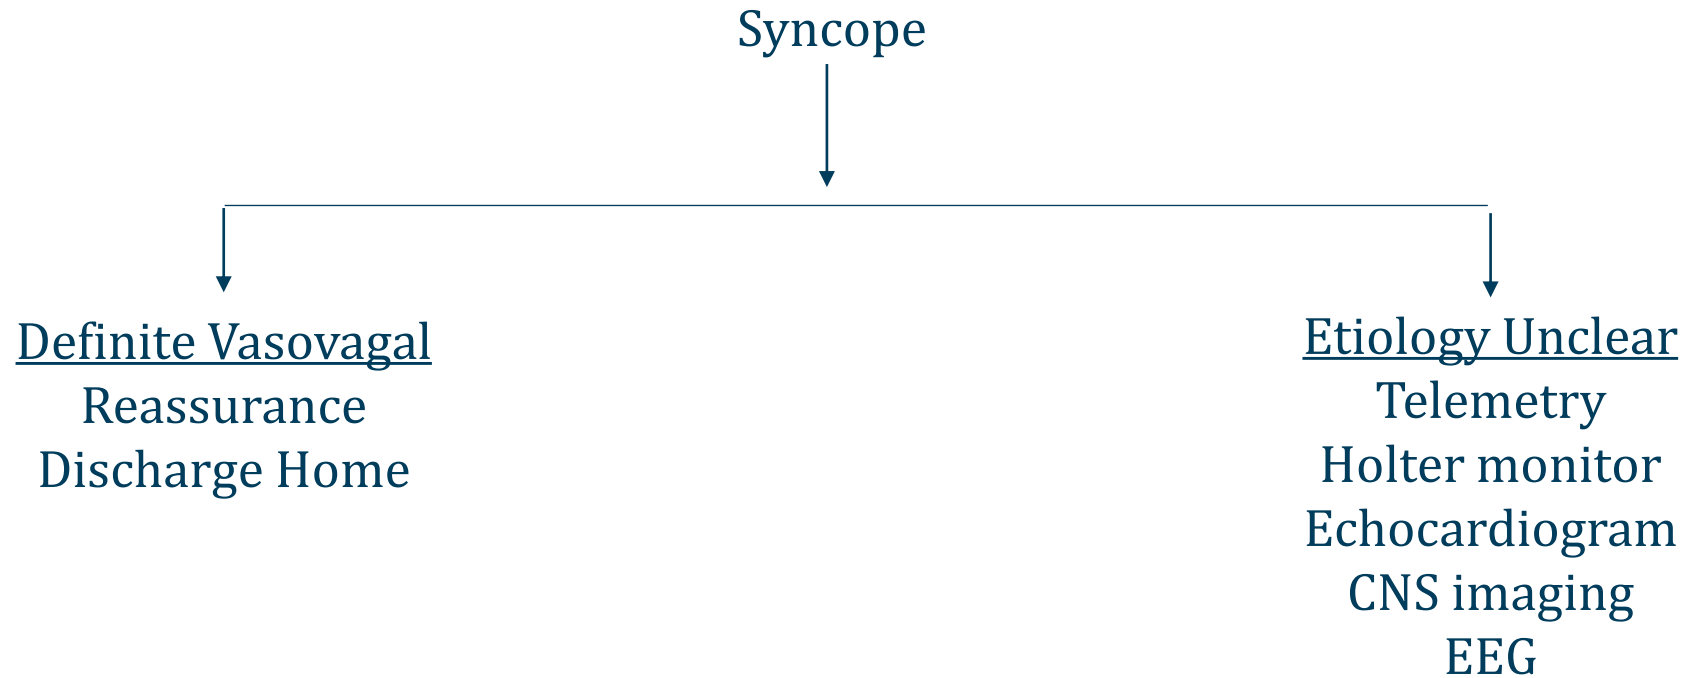 Syncope
Definite Vasovagal
Reassurance
Discharge Home
Etiology Unclear
Telemetry
Holter monitor
Echocardiogram
CNS imaging
EEG